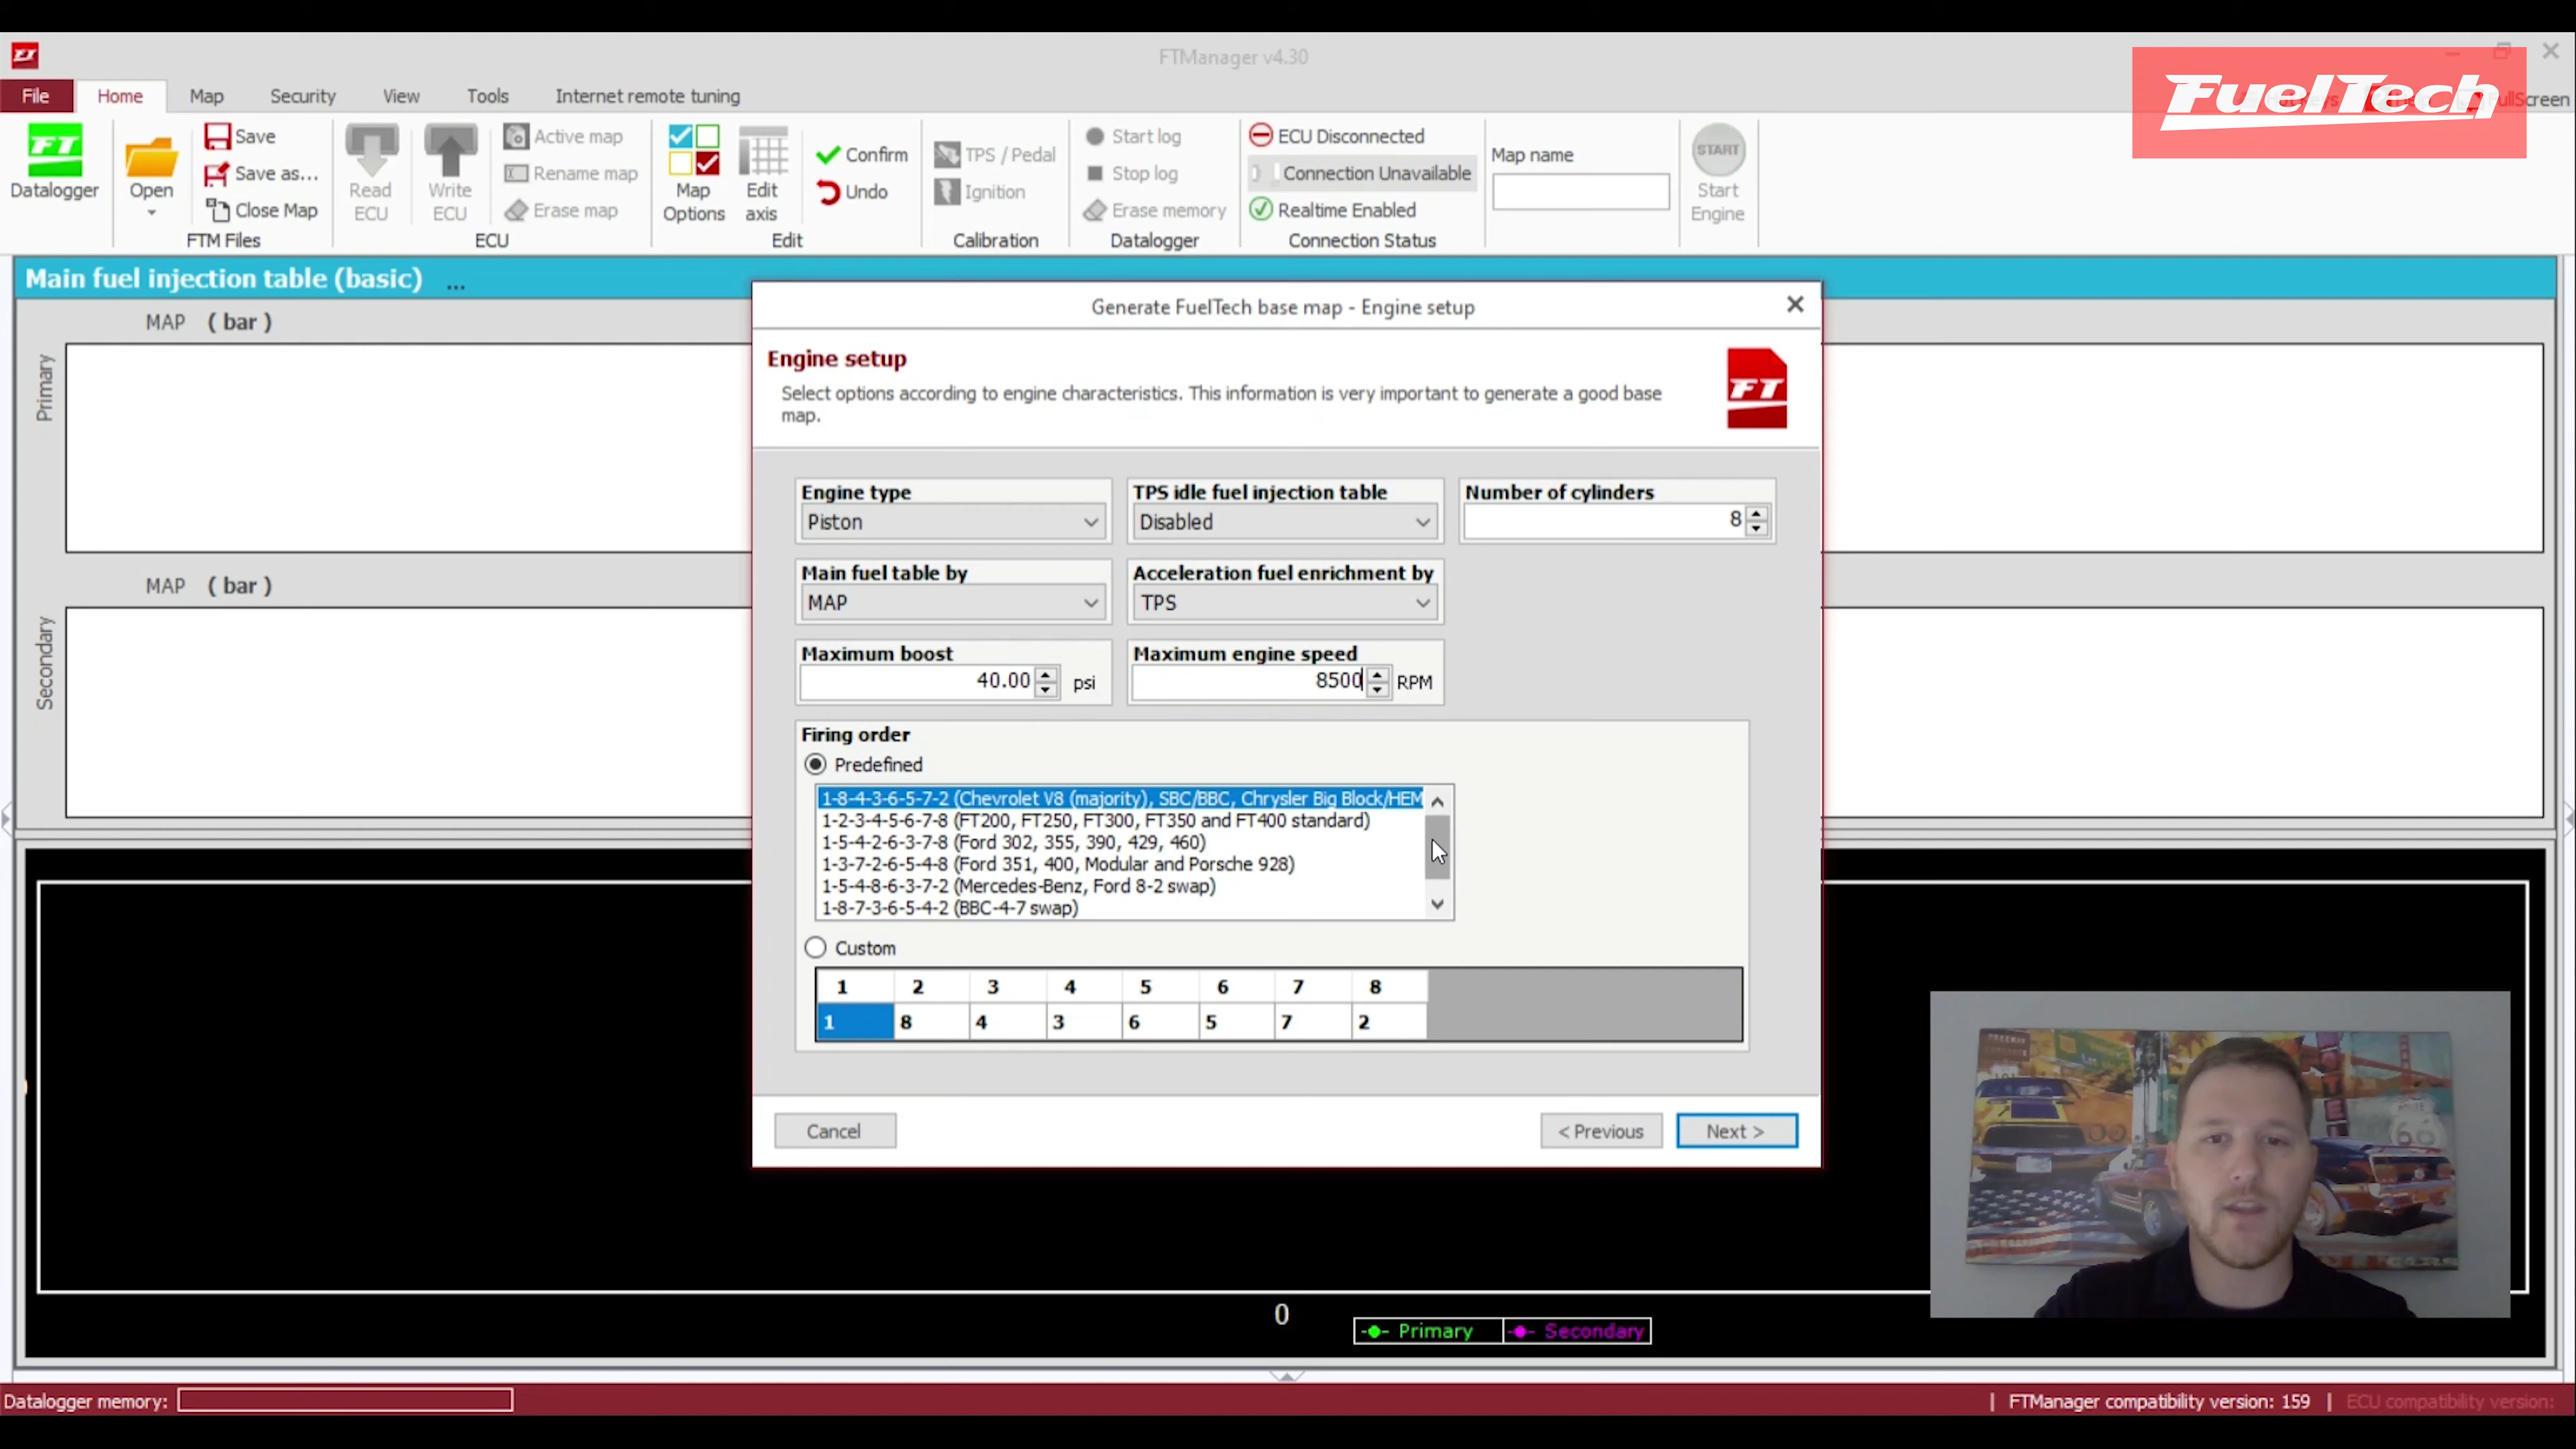 FTManager v4.30
FuelTech
File Home Map Security View Tools Internet remote tuning
Screen
Datalogger
Open
Save
Save as...
Close Map
FTM Files
Read ECU
Write ECU
Active map
Rename map
Erase map
ECU
Map Options
Edit axis
Confirm
Undo
Edit
TPS / Pedal
Ignition
Calibration
Start log
Stop log
Erase memory
Datalogger
ECU Disconnected
Connection Unavailable
Realtime Enabled
Connection Status
Map name
START
Start Engine
Main fuel injection table (basic) ...
MAP ( bar )
Primary
MAP ( bar )
Secondary
Generate FuelTech base map - Engine setup
Engine setup
Select options according to engine characteristics. This information is very important to generate a good base
map.
FT
Engine type
Piston
TPS idle fuel injection table
Disabled
Number of cylinders
8
Main fuel table by
MAP
Acceleration fuel enrichment by
TPS
Maximum boost
40.00 psi
Maximum engine speed
8500 RPM
Firing order
Predefined
1-8-4-3-6-5-7-2 (Chevrolet V8 (majority), SBC/BBC, Chrysler Big Block/HEM
1-2-3-4-5-6-7-8 (FT200, FT250, FT300, FT350 and FT400 standard)
1-5-4-2-6-3-7-8 (Ford 302, 355, 390, 429, 460)
1-3-7-2-6-5-4-8 (Ford 351, 400, Modular and Porsche 928)
1-5-4-8-6-3-7-2 (Mercedes-Benz, Ford 8-2 swap)
1-8-7-3-6-5-4-2 (BBC-4-7 swap)
Custom
1 2 3 4 5 6 7 8
1 8 4 3 6 5 7 2
Cancel
< Previous
Next >
0
Primary Secondary
Datalogger memory:
FTManager compatibility version: 159 | ECU compatibility version: